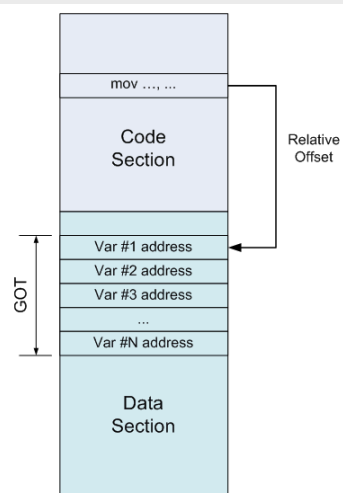 mov ..., ...
Code
Section
Relative
Offset
GOT
Var #1 address
Var #2 address
Var #3 address
...
Var #N address
Data
Section